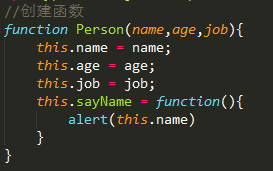 //创建函数
function Person(name,age,job){
    this.name = name;
    this.age = age;
    this.job = job;
    this.sayName = function(){
        alert(this.name)
    }
}